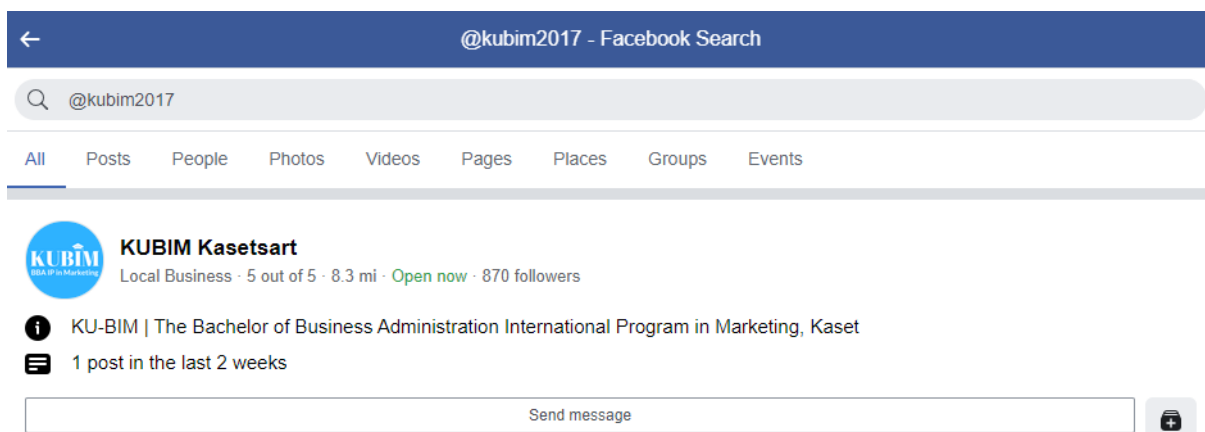 @kubim2017 - Facebook Search
@kubim2017
All Posts People Photos Videos Pages Places Groups Events
KUBIM
BBA IP in Marketing
KUBIM Kasetsart
Local Business · 5 out of 5 · 8.3 mi · Open now · 870 followers
KU-BIM | The Bachelor of Business Administration International Program in Marketing, Kaset
1 post in the last 2 weeks
Send message